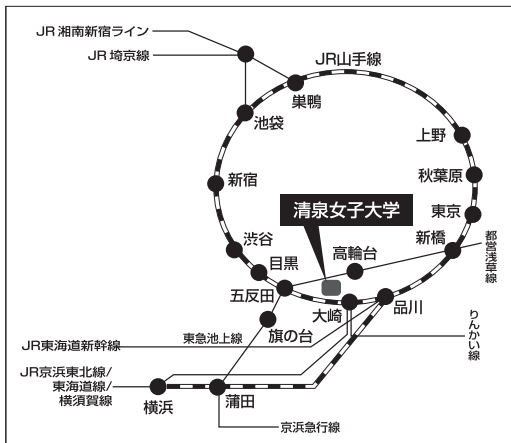 JR 湘南新宿ライン
JR 埼京線
JR山手線
巣鴨
池袋
上野
新宿
秋葉原
清泉女子大学
東京
渋谷
新橋
都営浅草線
目黒
高輪台
五反田
大崎
品川
旗の台
東急池上線
りんかい線
JR東海道新幹線
JR京浜東北線/
東海道線/
横須賀線
横浜
蒲田
京浜急行線